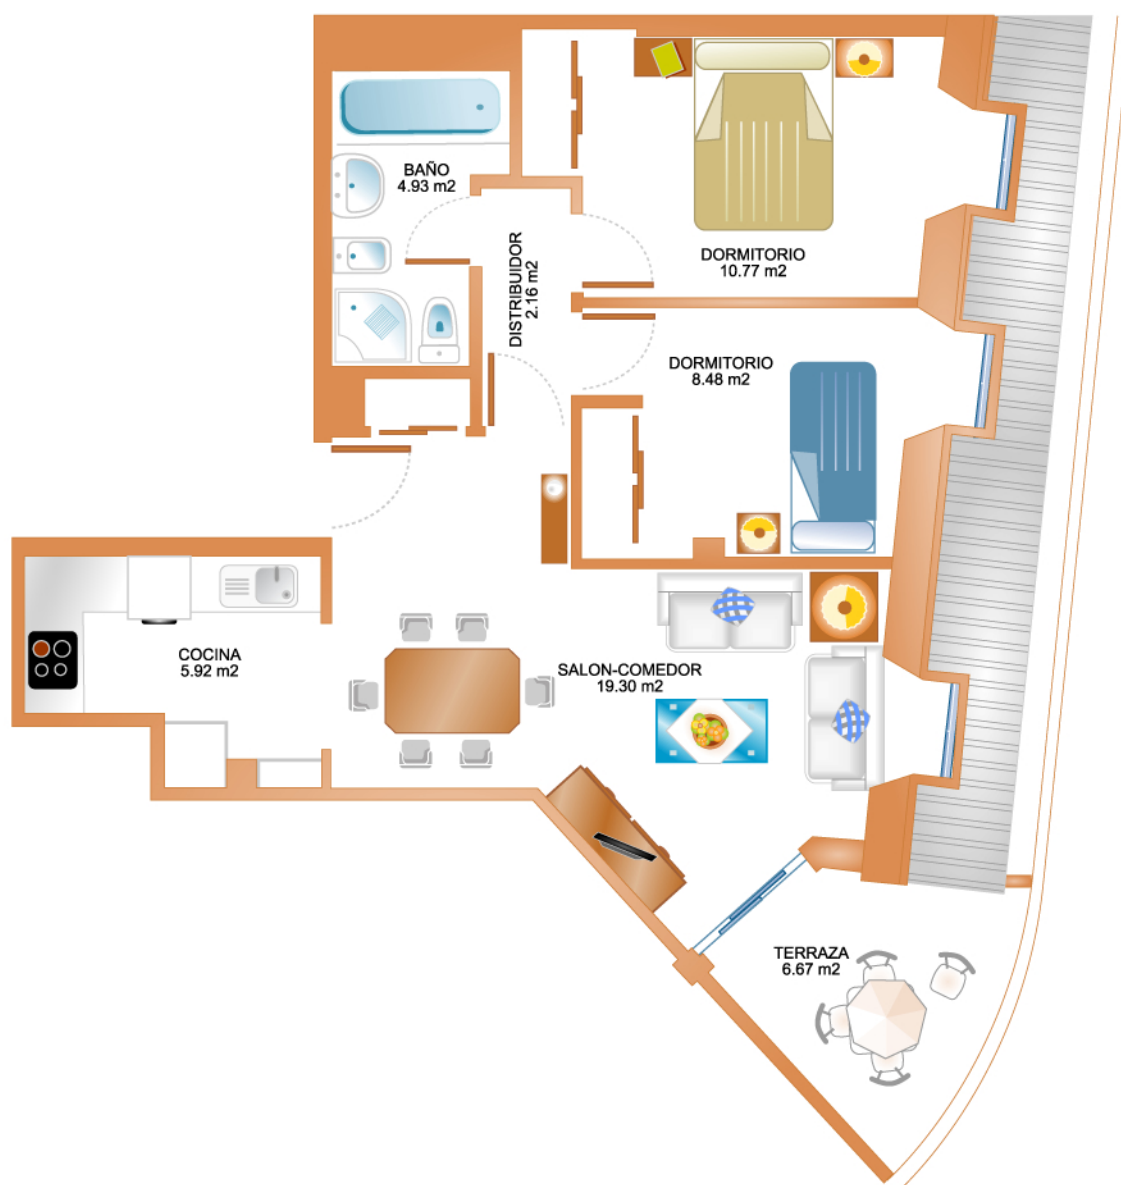 BAÑO
4.93 m2
DISTRIBUIDOR
2.16 m2
DORMITORIO
10.77 m2
DORMITORIO
8.48 m2
COCINA
5.92 m2
SALON-COMEDOR
19.30 m2
TERRAZA
6.67 m2